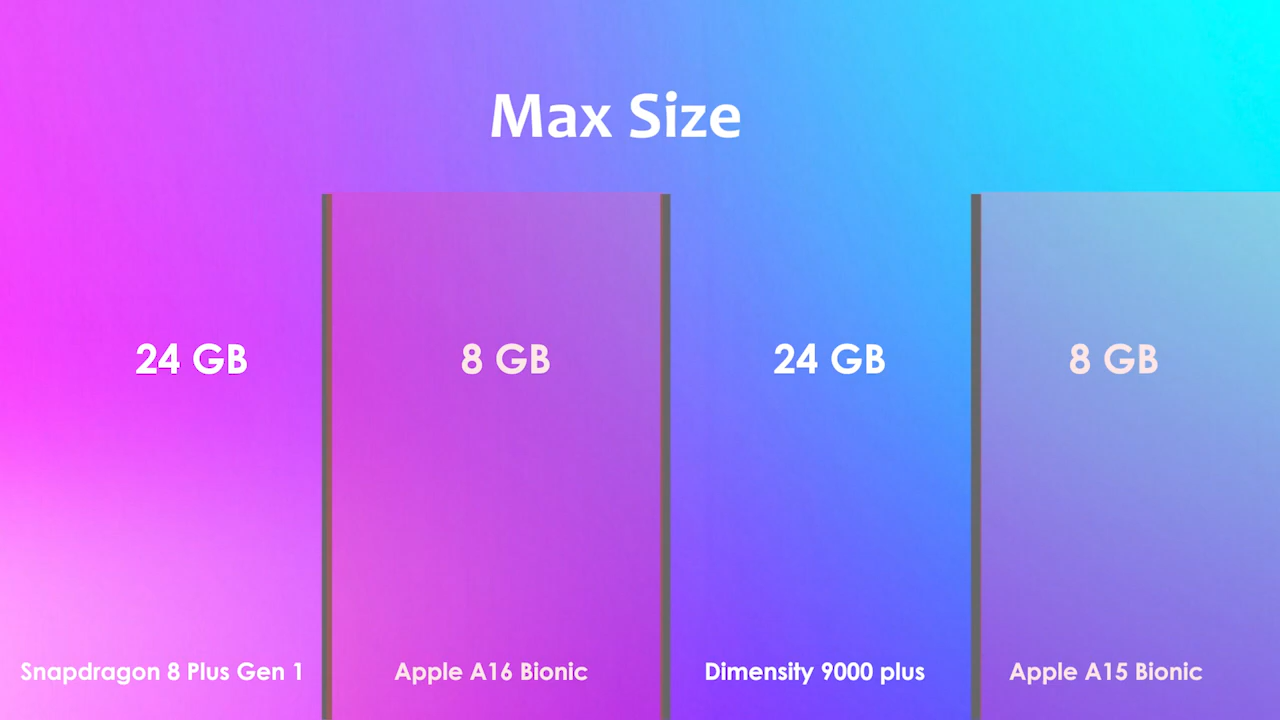 Max Size
24 GB
8 GB
24 GB
8 GB
Snapdragon 8 Plus Gen 1
Apple A16 Bionic
Dimensity 9000 plus
Apple A15 Bionic